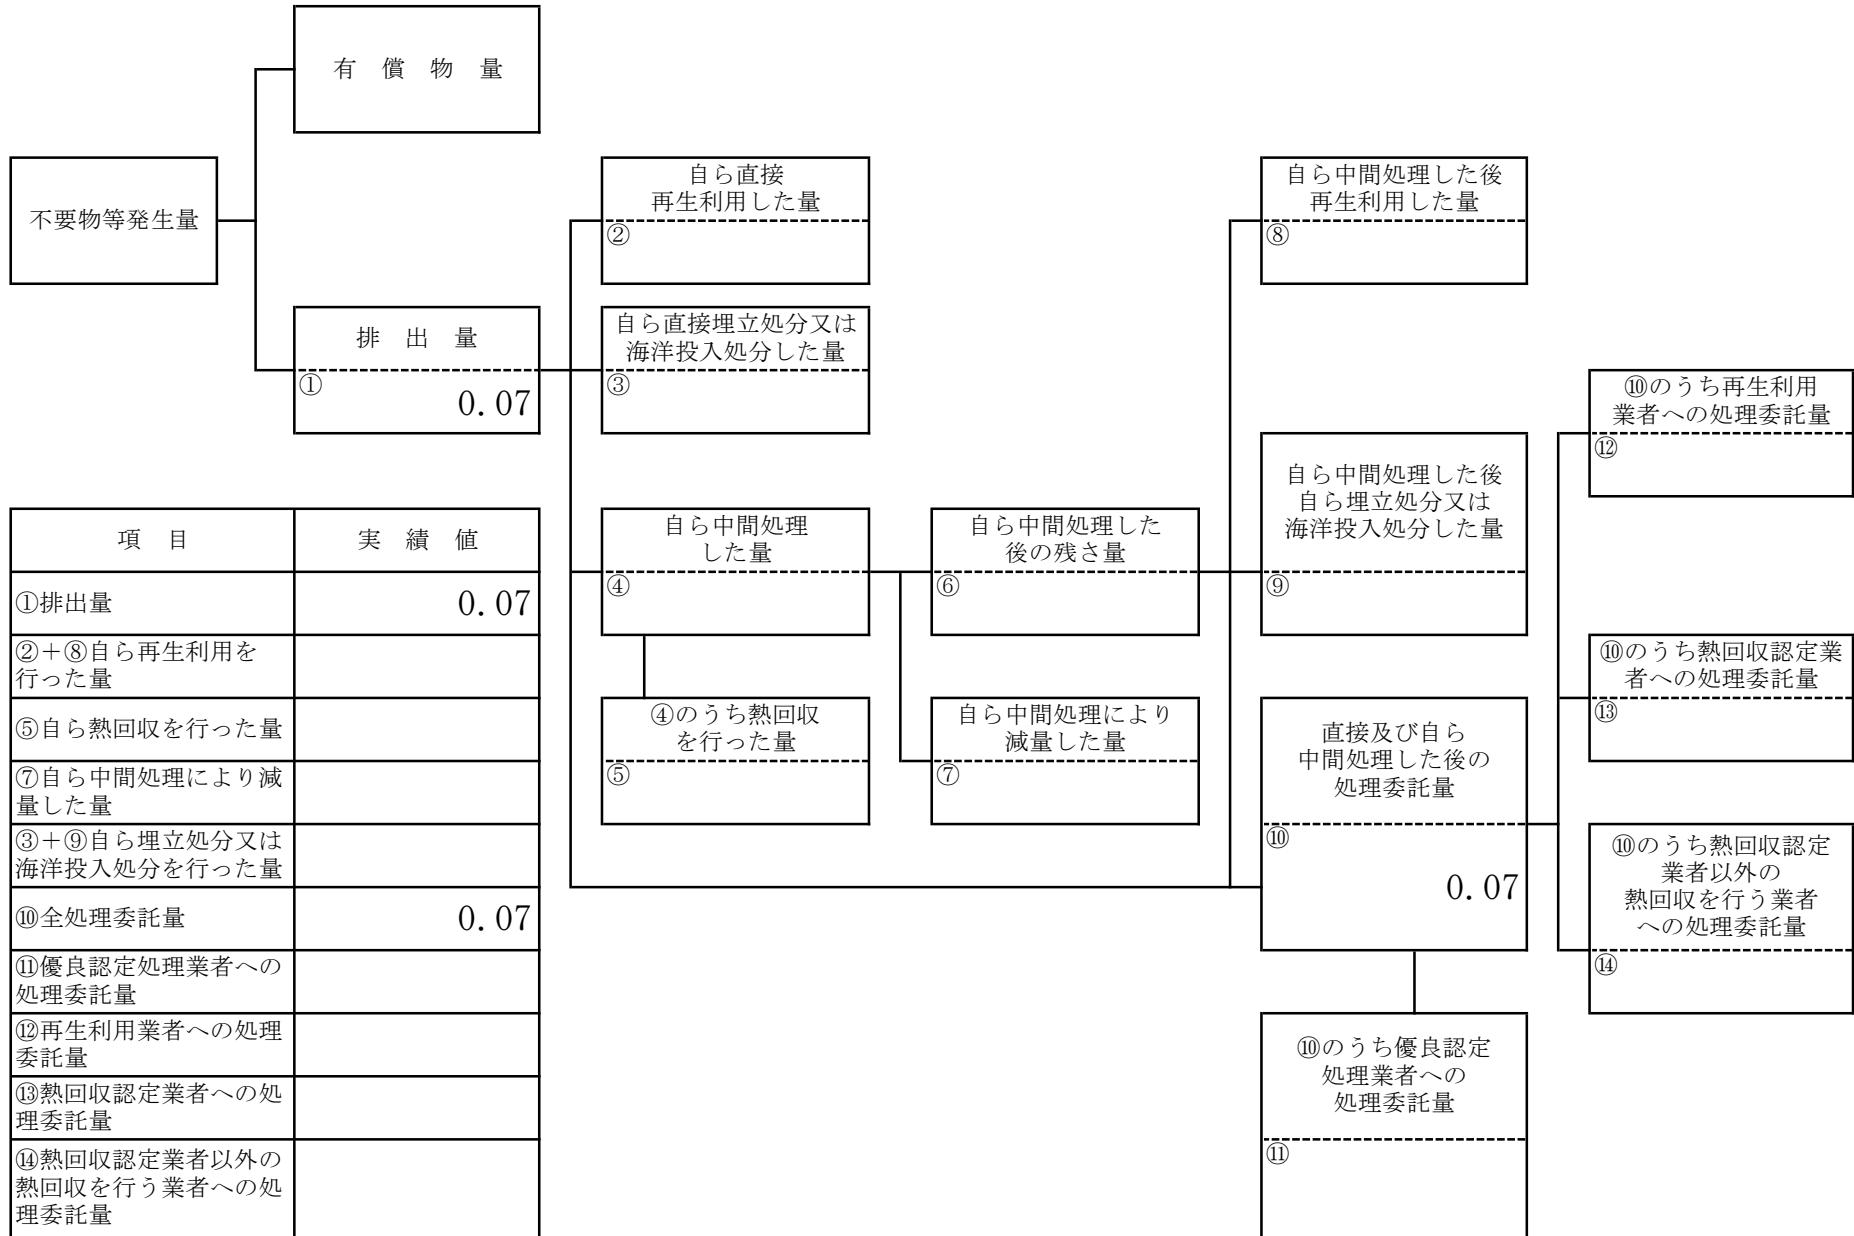 有 償 物 量
不要物等発生量
排 出 量
①
0.07
自ら直接
再生利用した量
②
自ら直接埋立処分又は
海洋投入処分した量
③
自ら中間処理
した量
④
④のうち熱回収
を行った量
⑤
自ら中間処理した
後の残さ量
⑥
自ら中間処理により
減量した量
⑦
自ら中間処理した後
再生利用した量
⑧
自ら中間処理した後
自ら埋立処分又は
海洋投入処分した量
⑨
直接及び自ら
中間処理した後の
処理委託量
⑩
0.07
⑩のうち優良認定
処理業者への
処理委託量
⑪
⑩のうち再生利用
業者への処理委託量
⑫
⑩のうち熱回収認定業
者への処理委託量
⑬
⑩のうち熱回収認定
業者以外の
熱回収を行う業者
への処理委託量
⑭
項 目 実 績 値
①排出量 0.07
②+⑧自ら再生利用を
行った量
⑤自ら熱回収を行った量
⑦自ら中間処理により減
量した量
③+⑨自ら埋立処分又は
海洋投入処分を行った量
⑩全処理委託量 0.07
⑪優良認定処理業者への
処理委託量
⑫再生利用業者への処理
委託量
⑬熱回収認定業者への処
理委託量
⑭熱回収認定業者以外の
熱回収を行う業者への処
理委託量